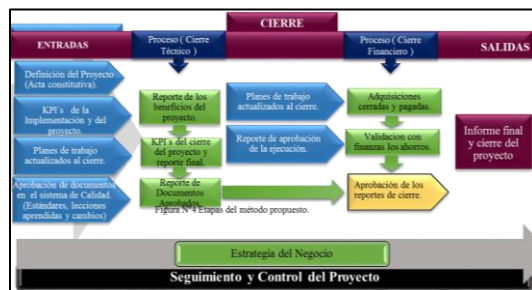 CIERRE
ENTRADAS
Proceso ( Cierre
Técnico )
Proceso ( Cierre
Financiero )
SALIDAS
Definición del Proyecto
(Acta constitutiva).
KPI´s de la
Implementación y del
proyecto.
Planes de trabajo
actualizados al cierre.
Aprobación de documentos
en el sistema de Calidad.
(Estándares, lecciones
aprendidas y cambios)
Reporte de los
beneficios del
proyecto.
KPI´s del cierre
del proyecto y
reporte final.
Reporte de
Documentos
Aprobados.
Planes de trabajo
actualizados al cierre.
Reporte de aprobación
de la ejecución.
Adquisiciones
cerradas y pagadas.
Validacion con
finanzas los ahorros.
Aprobación de los
reportes de cierre.
Informe final
y cierre del
proyecto
Figura N°4 Etapas del método propuesto.
Estrategia del Negocio
Seguimiento y Control del Proyecto